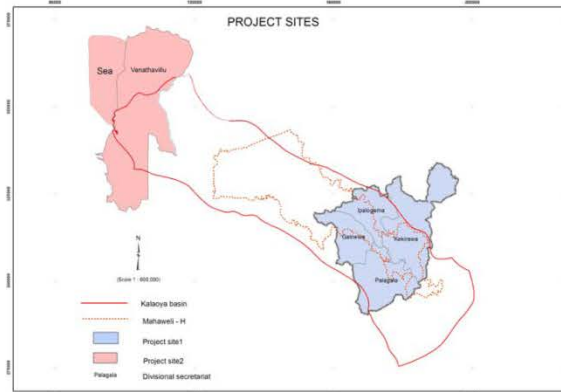 PROJECT SITES
Sea
Venathavillu
Ipalogama
Galnewa
Kekirawa
Palagala
N
(Scale 1 : 600,000)
Kalaoya basin
Mahaweli - H
Project site1
Project site2
Palagala Divisional secretariat